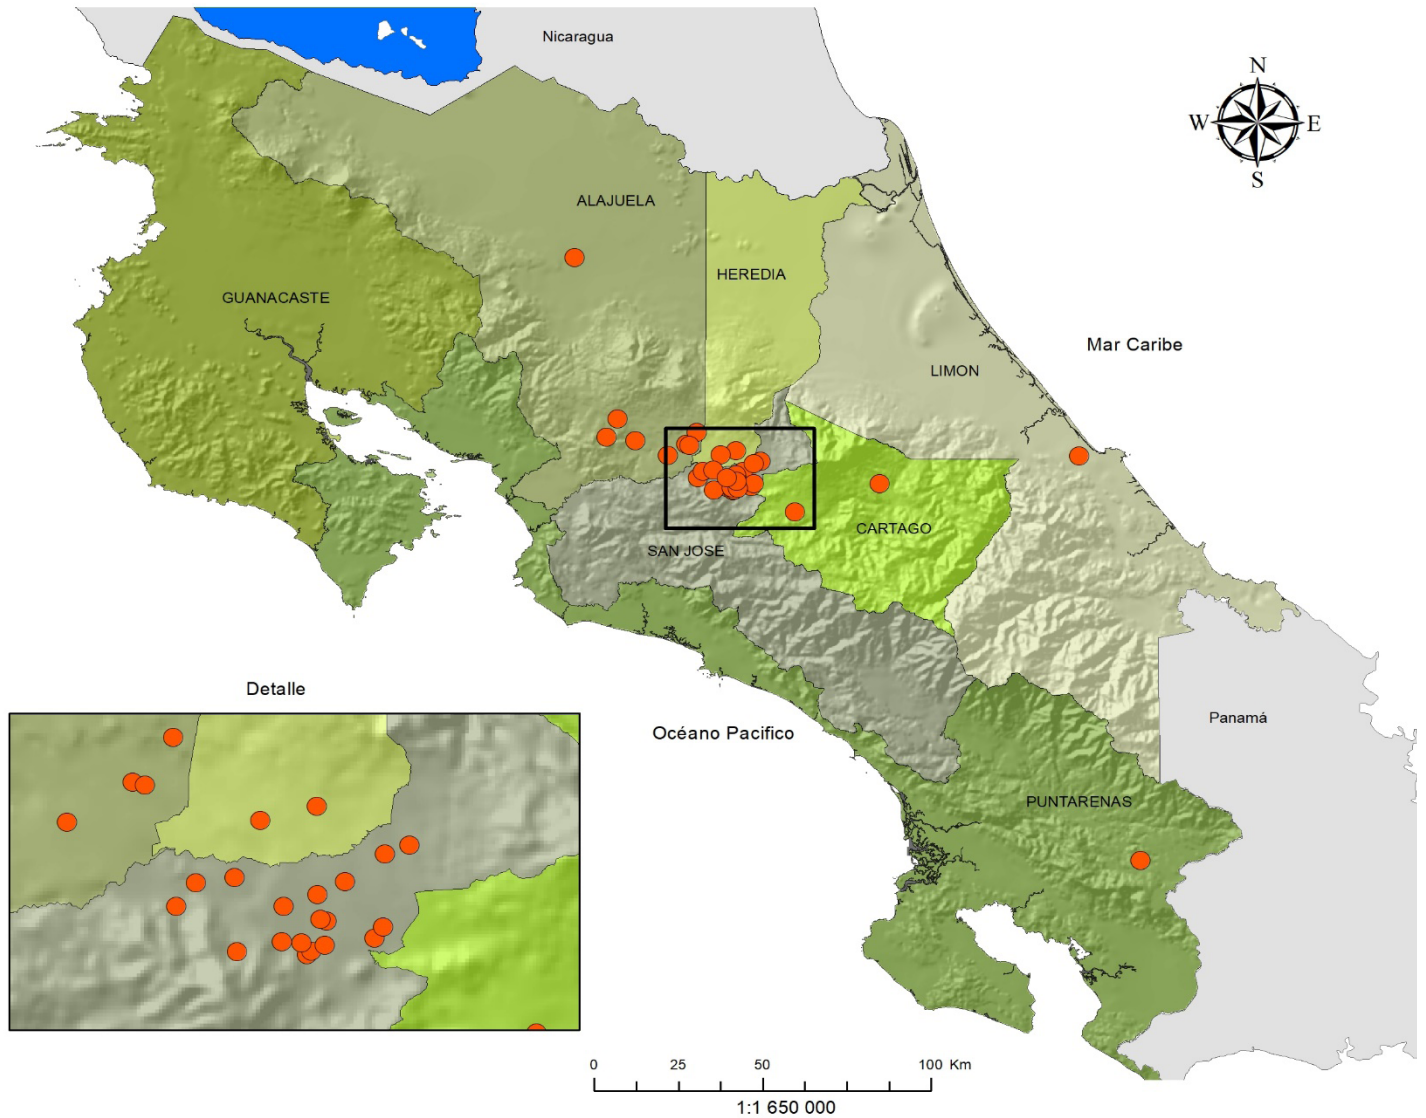 Nicaragua
N
W E
S
ALAJUELA
HEREDIA
GUANACASTE
Mar Caribe
LIMON
CARTAGO
SAN JOSE
Detalle
Océano Pacifico
Panamá
PUNTARENAS
0 25 50 100 Km
1:1 650 000